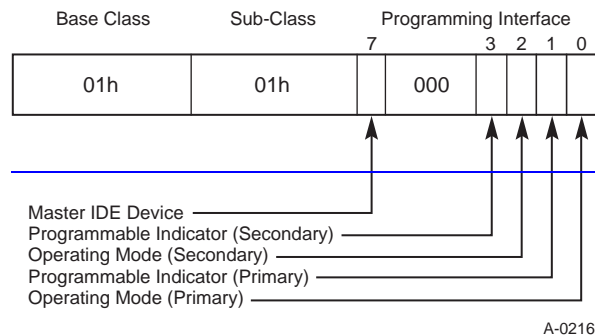 Base Class Sub-Class Programming Interface
7 3 2 1 0
01h 01h 000
Master IDE Device
Programmable Indicator (Secondary)
Operating Mode (Secondary)
Programmable Indicator (Primary)
Operating Mode (Primary)
A-0216